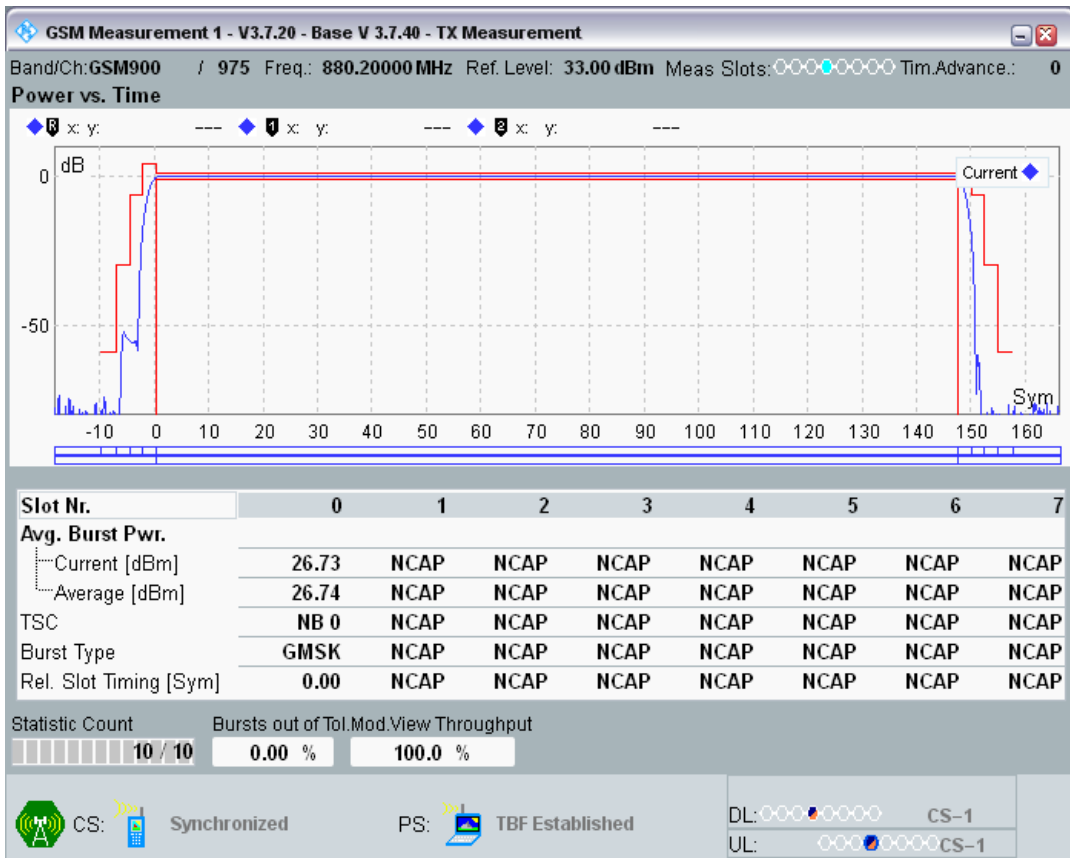 GSM Measurement 1 - V3.7.20 - Base V 3.7.40 - TX Measurement
Band/Ch:GSM900 / 975 Freq.: 880.20000 MHz Ref. Level: 33.00 dBm Meas Slots: Tim.Advance.: 0
Power vs. Time
R x: y: --- 1 x: y: --- 2 x: y: ---
dB
Current
0
-50
Sym
-10 0 10 20 30 40 50 60 70 80 90 100 110 120 130 140 150 160
Slot Nr. 0 1 2 3 4 5 6 7
Avg. Burst Pwr.
Current [dBm] 26.73 NCAP NCAP NCAP NCAP NCAP NCAP NCAP
Average [dBm] 26.74 NCAP NCAP NCAP NCAP NCAP NCAP NCAP
TSC NB 0 NCAP NCAP NCAP NCAP NCAP NCAP NCAP
Burst Type GMSK NCAP NCAP NCAP NCAP NCAP NCAP NCAP
Rel. Slot Timing [Sym] 0.00 NCAP NCAP NCAP NCAP NCAP NCAP NCAP
Statistic Count Bursts out of Tol. Mod.View Throughput
10 / 10 0.00 % 100.0 %
CS: Synchronized PS: TBF Established
DL: CS-1
UL: CS-1